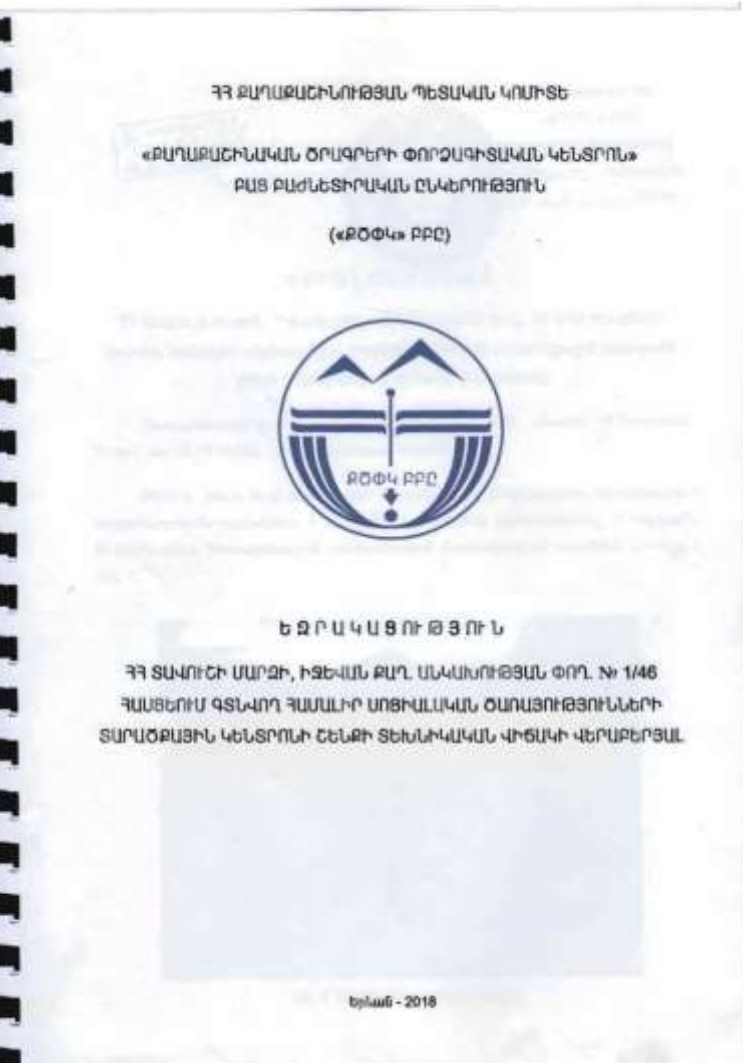 ՀՀ ՔԱՂԱՔԱՇԻՆՈՒԹՅԱՆ ՊԵՏԱԿԱՆ ԿՈՄԻՏԵ
«ՔԱՂԱՔԱՇԻՆԱԿԱՆ ԾՐԱԳՐԵՐԻ ՓՈՐՁԱԳԻՏԱԿԱՆ ԿԵՆՏՐՈՆ»
ԲԱՑ ԲԱԺՆԵՏԻՐԱԿԱՆ ԸՆԿԵՐՈՒԹՅՈՒՆ
(«ՔԾՓԿ» ԲԲԸ)
ՔԾՓԿ ԲԲԸ
ԵԶՐԱԿԱՑՈՒԹՅՈՒՆ
ՀՀ ՏԱՎՈՒՇԻ ՄԱՐԶԻ, ԻՋԵՎԱՆ ՔԱՂ. ԱՆԿԱԽՈՒԹՅԱՆ ՓՈՂ. № 1/46
ՀԱՍՑԵՈՒՄ ԳՏՆՎՈՂ ՀԱՄԱԼԻՐ ՍՈՑԻԱԼԱԿԱՆ ԾԱՌԱՅՈՒԹՅՈՒՆՆԵՐԻ
ՏԱՐԱԾՔԱՅԻՆ ԿԵՆՏՐՈՆԻ ՇԵՆՔԻ ՏԵԽՆԻԿԱԿԱՆ ՎԻՃԱԿԻ ՎԵՐԱԲԵՐՅԱԼ
Երևան - 2018